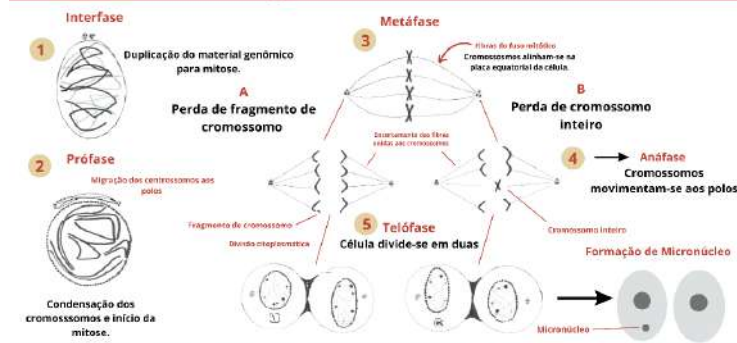 Interfase
1
Duplicação do material genômico
para mitose.
A
Perda de fragmento de
cromossomo
2
Prófase
Migração dos centrossomos aos
polos
Condensação dos
cromosssomos e início da
mitose.
Metáfase
3
Fibras do fuso mitótico
Cromossosmos alinham-se na
placa equatorial da célula.
B
Perda de cromossomo
inteiro
Encurtamento das fibras
unidas aos cromossomos
4
Anáfase
Cromossomos
movimentam-se aos polos
Fragmento de cromossomo
Divisão citoplasmática
5
Telófase
Célula divide-se em duas
Cromossomo inteiro
Formação de Micronúcleo
Micronúcleo